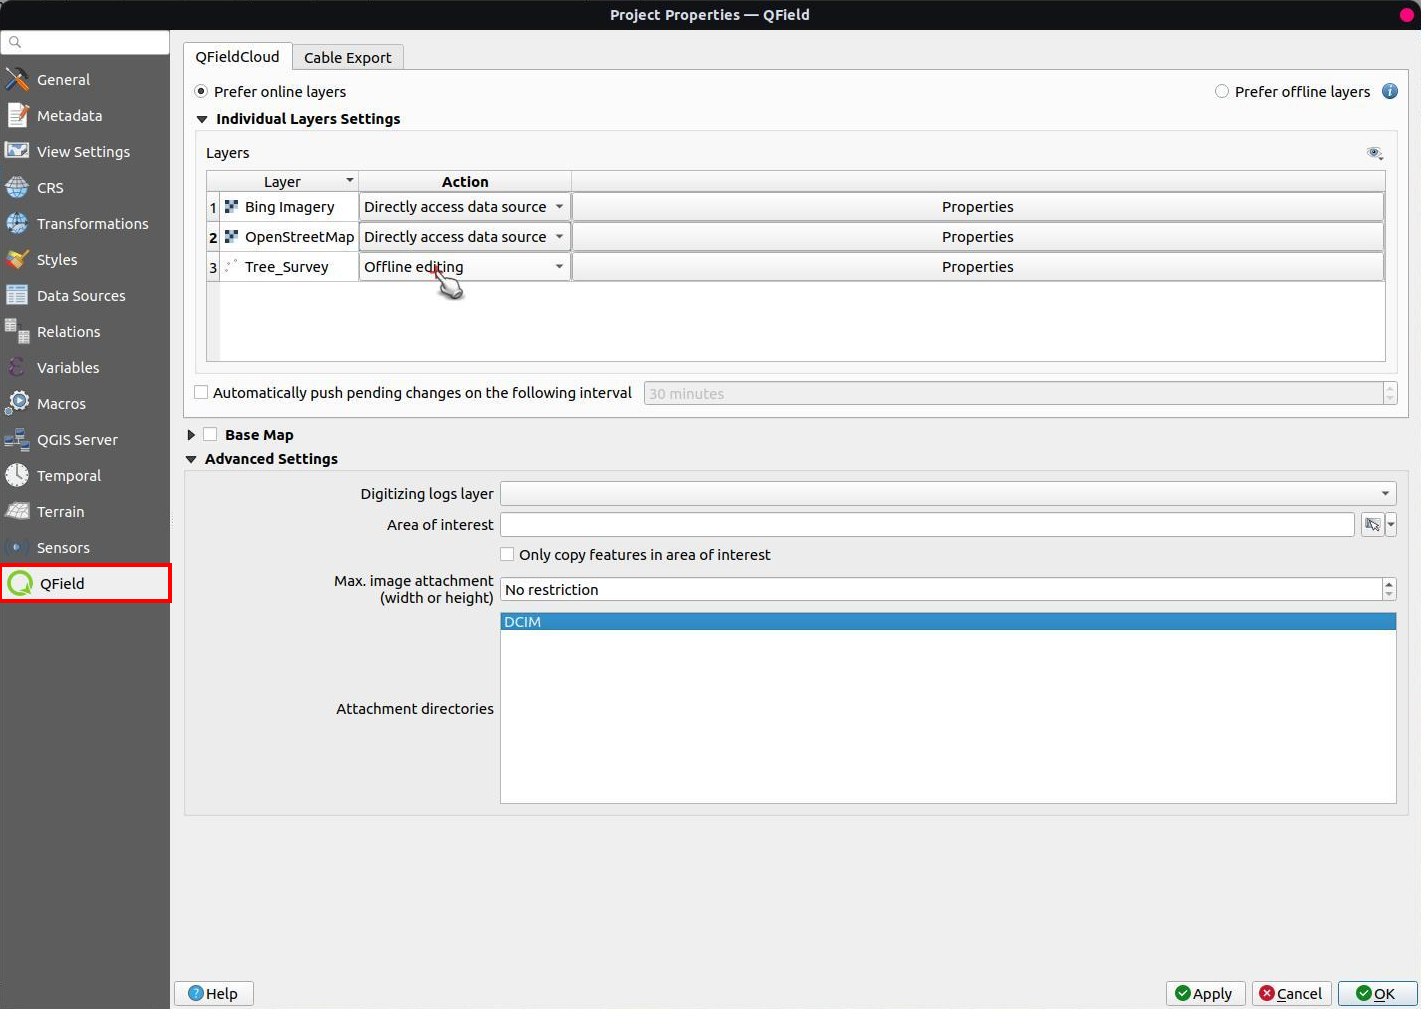 Project Properties — QField
General
Metadata
View Settings
CRS
Transformations
Styles
Data Sources
Relations
Variables
Macros
QGIS Server
Temporal
Terrain
Sensors
QField
QFieldCloud Cable Export
Prefer online layers Prefer offline layers
Individual Layers Settings
Layers
Layer Action
1 Bing Imagery Directly access data source Properties
2 OpenStreetMap Directly access data source Properties
3 Tree_Survey Offline editing Properties
Automatically push pending changes on the following interval 30 minutes
Base Map
Advanced Settings
Digitizing logs layer
Area of interest
Only copy features in area of interest
Max. image attachment
(width or height) No restriction
DCIM
Attachment directories
Help Apply Cancel OK